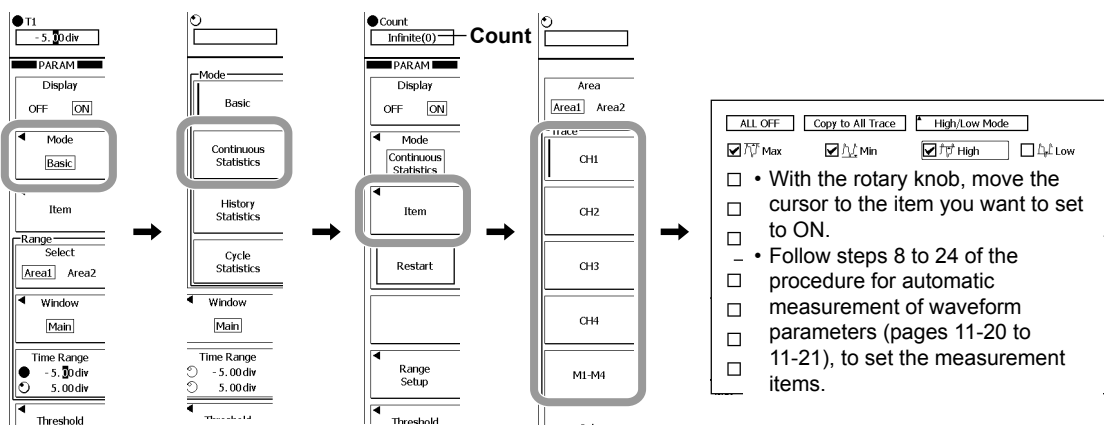 T1
-5.00div
PARAM
Display
OFF ON
Mode
Basic
Item
Range
Select
Area1 Area2
Window
Main
Time Range
-5.00div
5.00div
Threshold
Mode
Basic
Continuous
Statistics
History
Statistics
Cycle
Statistics
Window
Main
Time Range
-5.00div
5.00div
Count
Infinite(0)
Count
PARAM
Display
OFF ON
Mode
Continuous
Statistics
Item
Restart
Range
Setup
Threshold
Area
Area1 Area2
Trace
CH1
CH2
CH3
CH4
M1-M4
ALL OFF Copy to All Trace High/Low Mode
Max Min High Low
• With the rotary knob, move the
cursor to the item you want to set
to ON.
• Follow steps 8 to 24 of the
procedure for automatic
measurement of waveform
parameters (pages 11-20 to
11-21), to set the measurement
items.